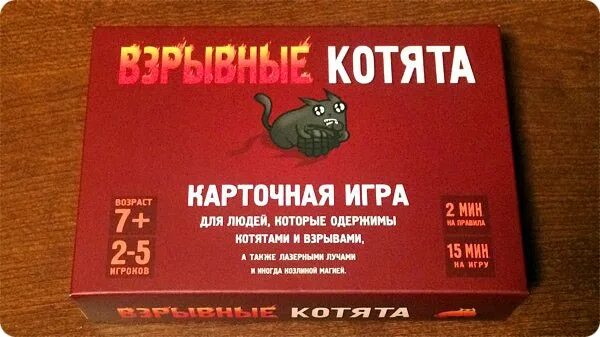 ВЗРЫВНЫЕ КОТЯТА
КАРТОЧНАЯ ИГРА
ДЛЯ ЛЮДЕЙ, КОТОРЫЕ ОДЕРЖИМЫ
КОТЯТАМИ И ВЗРЫВАМИ,
А ТАКЖЕ ЛАЗЕРНЫМИ ЛУЧАМИ
И ИНОГДА КОЗЛИНОЙ МАГИЕЙ.
ВОЗРАСТ
7+
2-5
ИГРОКОВ
2 МИН
НА ПРАВИЛА
15 МИН
НА ИГРУ
ВЗРЫВНЫЕ КОТЯТА